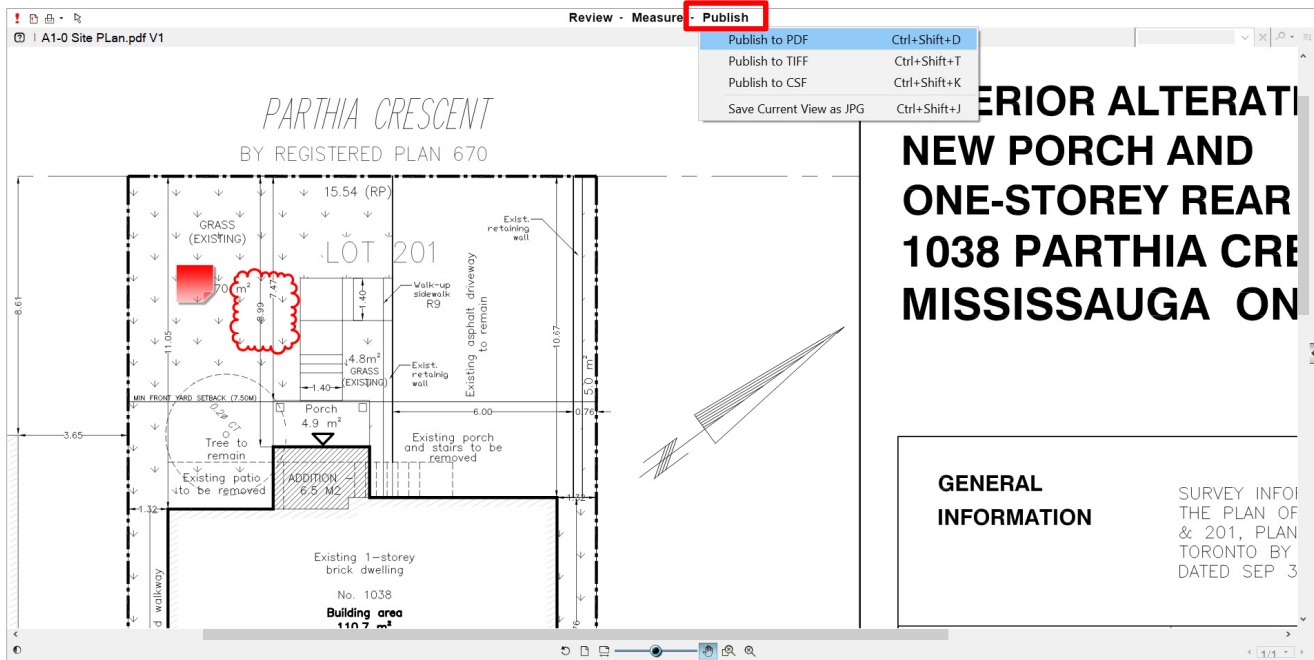 Review - Measure - Publish
A1-0 Site PLan.pdf V1
Publish to PDF Ctrl+Shift+D
Publish to TIFF Ctrl+Shift+T
Publish to CSF Ctrl+Shift+K
Save Current View as JPG Ctrl+Shift+J
PARTHIA CRESCENT
BY REGISTERED PLAN 670
ERIOR ALTERATI
NEW PORCH AND
ONE-STOREY REAR
1038 PARTHIA CRE
MISSISSAUGA ON
15.54 (RP)
GRASS
(EXISTING)
LOT 201
Exist.
retaining
wall
70 m²
7.47
8.99
1.40
Walk-up
sidewalk
R9
Existing asphalt driveway
to remain
8.61
11.05
10.67
5.0 m²
4.8m²
GRASS
(EXISTING)
Exist.
retainig
wall
1.40
MIN FRONT YARD SETBACK (7.50M)
0.2Ø CT
Porch
4.9 m²
6.00
0.76
3.65
Tree to
remain
Existing porch
and stairs to be
removed
Existing patio
to be removed
ADDITION -
6.5 M2
1.32
1.32
Existing 1-storey
brick dwelling
No. 1038
Building area
110.7 m²
d walkway
GENERAL
INFORMATION
SURVEY INFO
THE PLAN OF
& 201, PLAN
TORONTO BY
DATED SEP 3
1/1